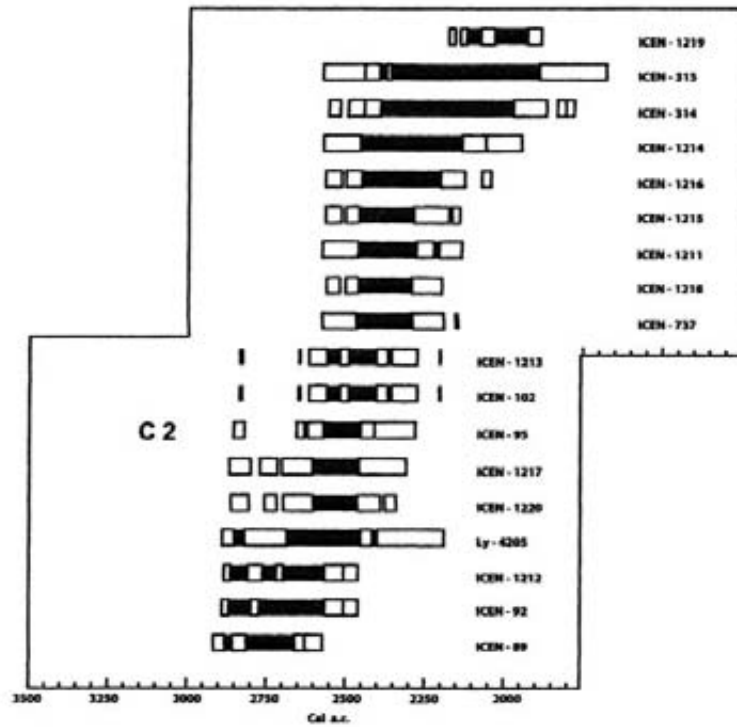 ICEN - 1219
ICEN - 315
ICEN - 314
ICEN - 1214
ICEN - 1216
ICEN - 1215
ICEN - 1211
ICEN - 1218
ICEN - 737
ICEN - 1213
ICEN - 102
C 2 ICEN - 95
ICEN - 1217
ICEN - 1220
Ly - 4205
ICEN - 1212
ICEN - 92
ICEN - 89
3500 3250 3000 2750 2500 2250 2000
Cal a.c.